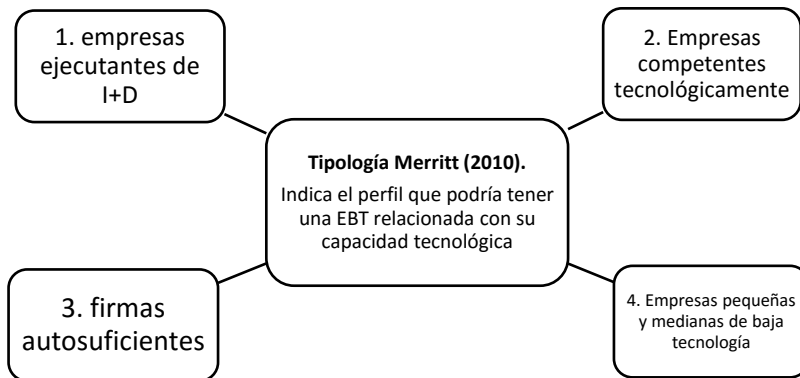 1. empresas
ejecutantes de
I+D
2. Empresas
competentes
tecnológicamente
Tipología Merritt (2010).
Indica el perfil que podría tener
una EBT relacionada con su
capacidad tecnológica
3. firmas
autosuficientes
4. Empresas pequeñas
y medianas de baja
tecnología